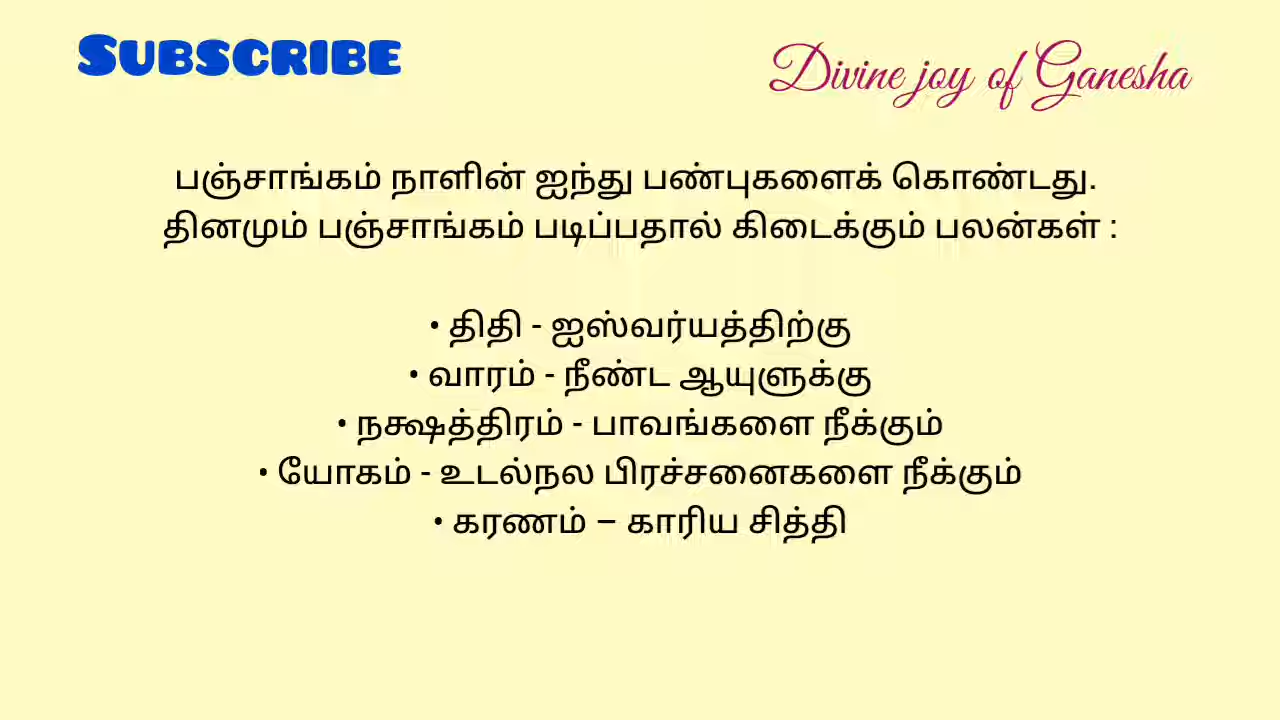 SUBSCRIBE
Divine joy of Ganesha
பஞ்சாங்கம் நாளின் ஐந்து பண்புகளைக் கொண்டது.
தினமும் பஞ்சாங்கம் படிப்பதால் கிடைக்கும் பலன்கள் :
• திதி - ஐஸ்வர்யத்திற்கு
• வாரம் - நீண்ட ஆயுளுக்கு
• நக்ஷத்திரம் - பாவங்களை நீக்கும்
• யோகம் - உடல்நல பிரச்சனைகளை நீக்கும்
• கரணம் – காரிய சித்தி